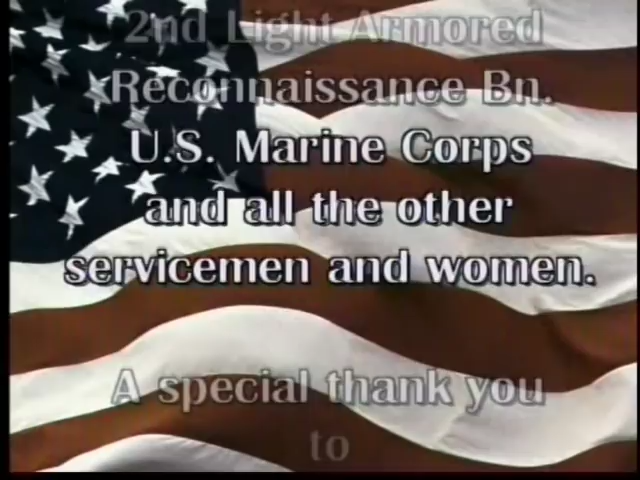 2nd Light Armored
Reconnaissance Bn.
U.S. Marine Corps
and all the other
servicemen and women.
A special thank you
to